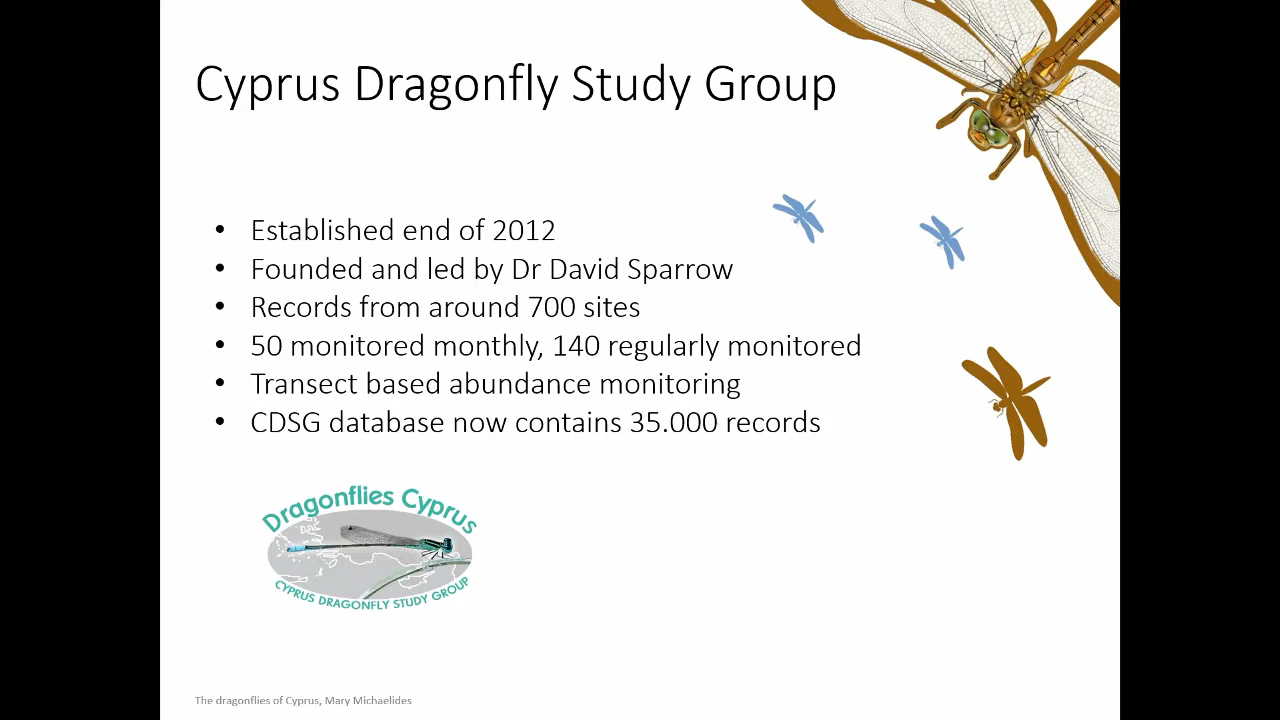 Cyprus Dragonfly Study Group
• Established end of 2012
• Founded and led by Dr David Sparrow
• Records from around 700 sites
• 50 monitored monthly, 140 regularly monitored
• Transect based abundance monitoring
• CDSG database now contains 35.000 records
Dragonflies Cyprus
CYPRUS DRAGONFLY STUDY GROUP
The dragonflies of Cyprus, Mary Michaelides